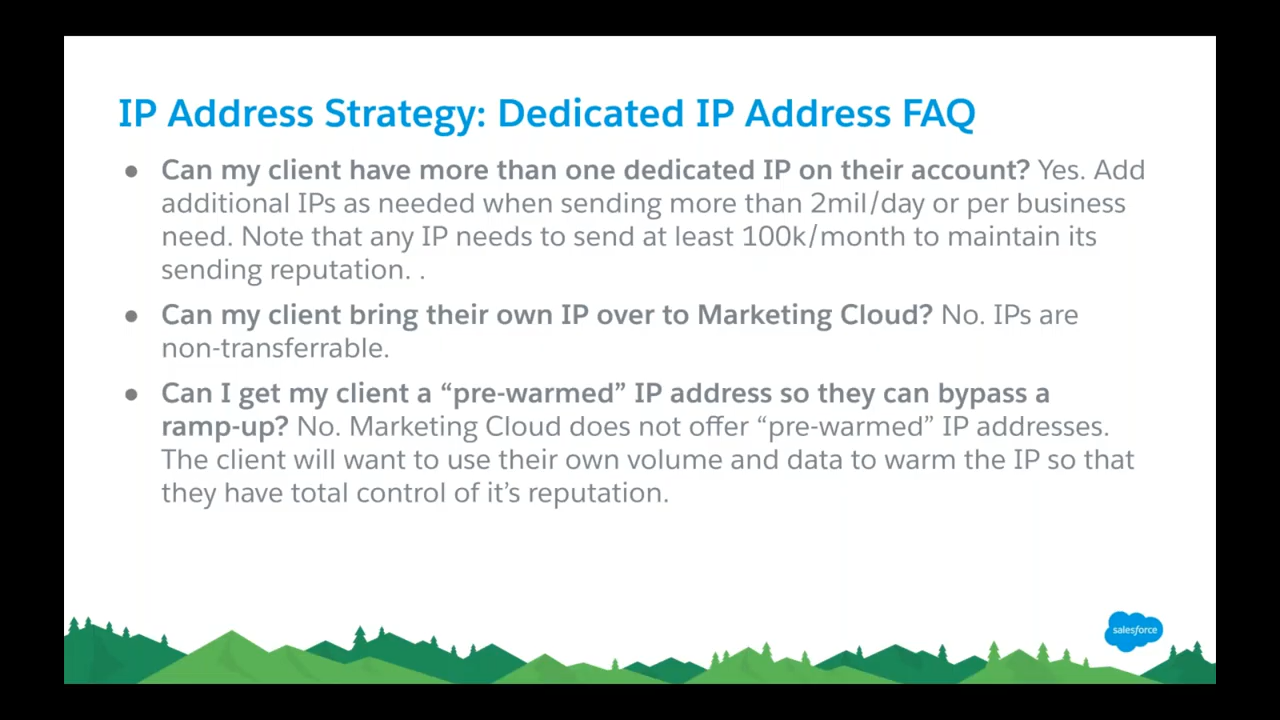 IP Address Strategy: Dedicated IP Address FAQ
● Can my client have more than one dedicated IP on their account? Yes. Add
additional IPs as needed when sending more than 2mil/day or per business
need. Note that any IP needs to send at least 100k/month to maintain its
sending reputation. .
● Can my client bring their own IP over to Marketing Cloud? No. IPs are
non-transferrable.
● Can I get my client a “pre-warmed” IP address so they can bypass a
ramp-up? No. Marketing Cloud does not offer “pre-warmed” IP addresses.
The client will want to use their own volume and data to warm the IP so that
they have total control of it’s reputation.
salesforce